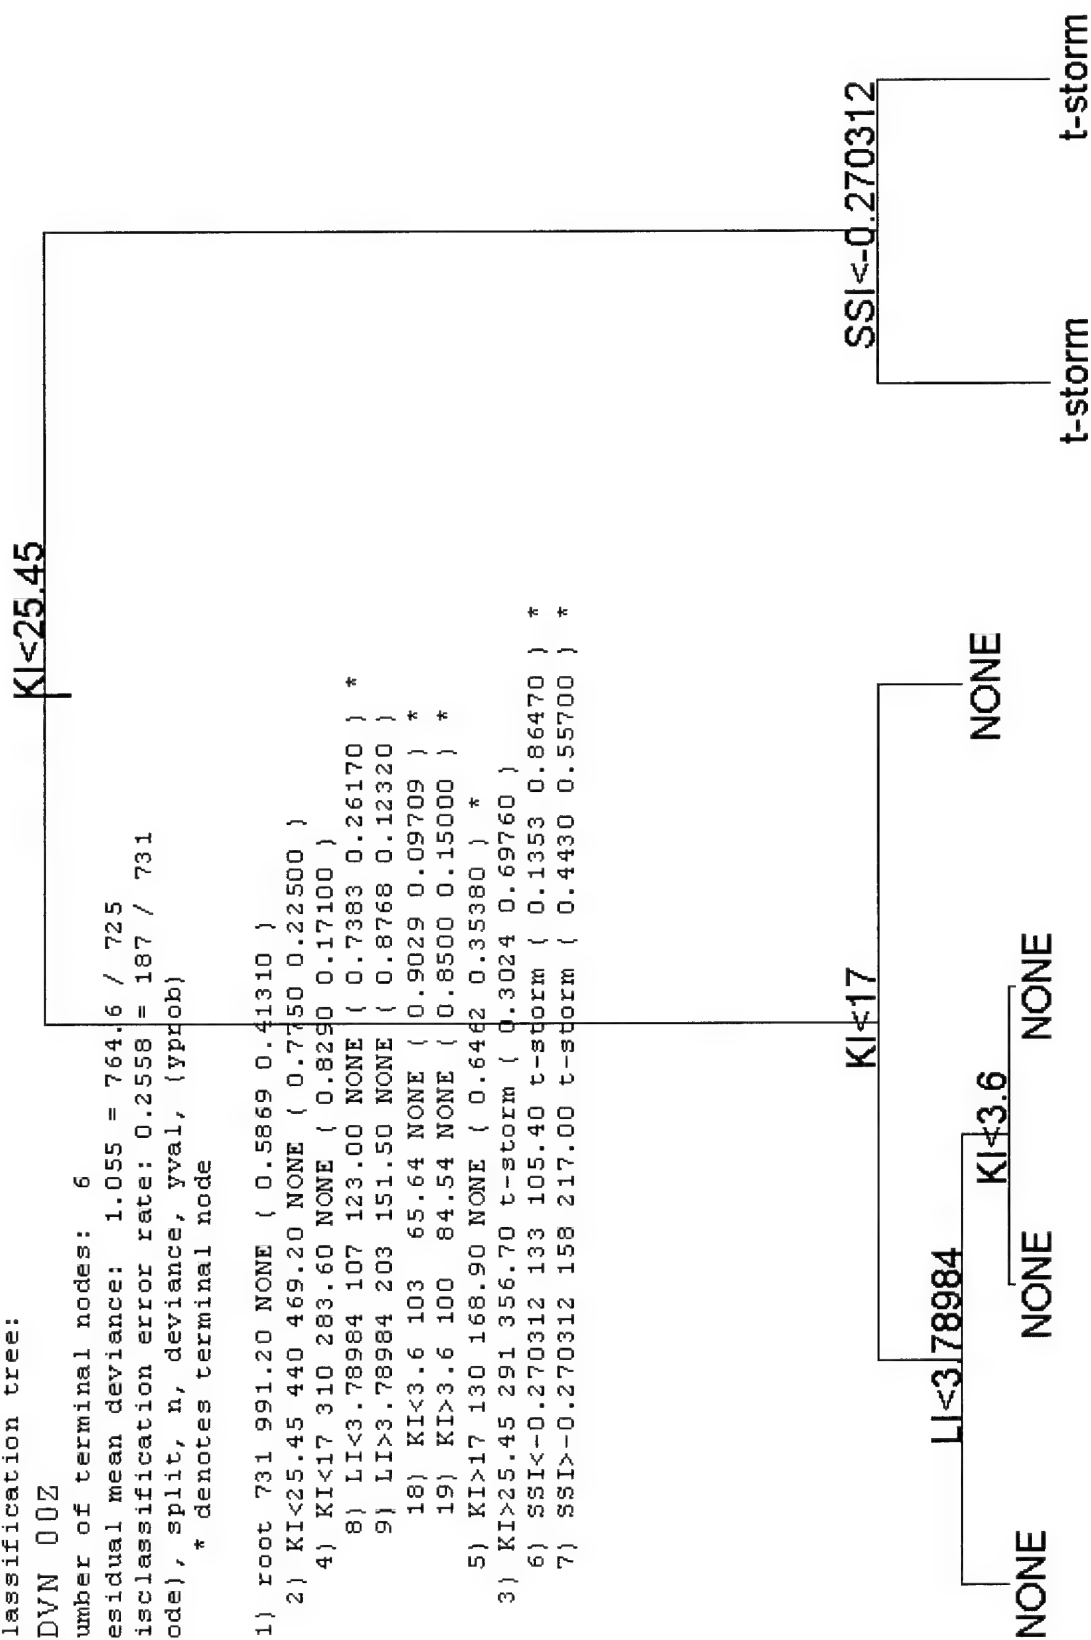 lassification tree:
DVN 00Z
umber of terminal nodes: 6
esidual mean deviance: 1.055 = 764.6 / 725
isclassification error rate: 0.2558 = 187 / 731
ode), split, n, deviance, yval, (yprob)
* denotes terminal node
1) root 731 991.20 NONE ( 0.5869 0.41310 )
2) KI<25.45 440 469.20 NONE ( 0.7750 0.22500 )
4) KI<17 310 283.60 NONE ( 0.8290 0.17100 )
8) LI<3.78984 107 123.00 NONE ( 0.7383 0.26170 ) *
9) LI>3.78984 203 151.50 NONE ( 0.8768 0.12320 )
18) KI<3.6 103 65.64 NONE ( 0.9029 0.09709 ) *
19) KI>3.6 100 84.54 NONE ( 0.8500 0.15000 ) *
5) KI>17 130 168.90 NONE ( 0.6462 0.35380 ) *
3) KI>25.45 291 356.70 t-storm ( 0.3024 0.69760 )
6) SSI<-0.270312 133 105.40 t-storm ( 0.1353 0.86470 ) *
7) SSI>-0.270312 158 217.00 t-storm ( 0.4430 0.55700 ) *
KI<25.45
KI<17
SSI<-0.270312
LI<3.78984
NONE
KI<3.6
NONE
NONE
NONE
t-storm
t-storm